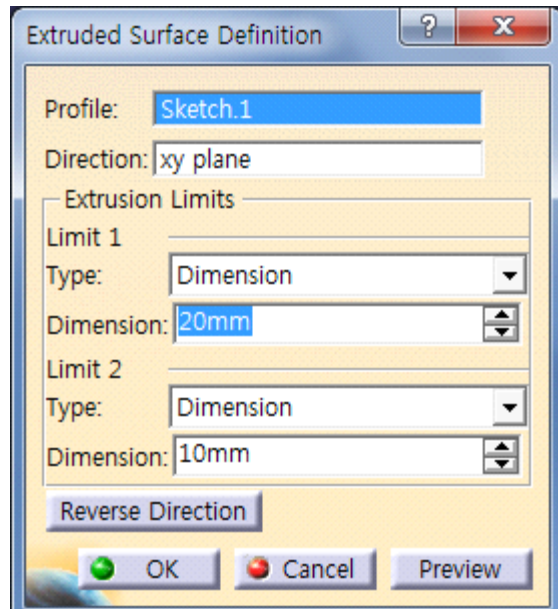 Extruded Surface Definition
?
X
Profile: Sketch.1
Direction: xy plane
Extrusion Limits
Limit 1
Type: Dimension
Dimension: 20mm
Limit 2
Type: Dimension
Dimension: 10mm
Reverse Direction
OK Cancel Preview